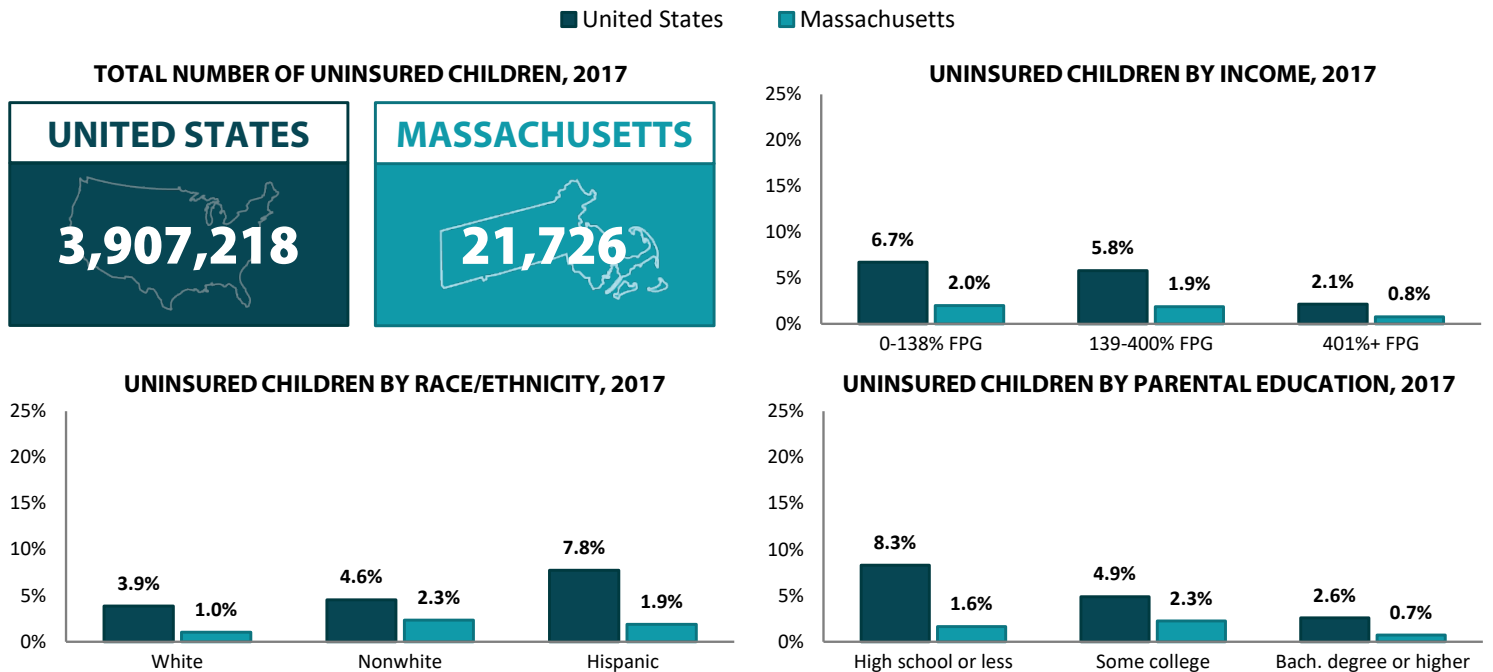 United States Massachusetts
TOTAL NUMBER OF UNINSURED CHILDREN, 2017
UNITED STATES
3,907,218
MASSACHUSETTS
21,726
UNINSURED CHILDREN BY INCOME, 2017
25%
20%
15%
10%
5%
0%
6.7%
2.0%
5.8%
1.9%
2.1%
0.8%
0-138% FPG
139-400% FPG
401%+ FPG
UNINSURED CHILDREN BY RACE/ETHNICITY, 2017
25%
20%
15%
10%
5%
0%
3.9%
1.0%
4.6%
2.3%
7.8%
1.9%
White
Nonwhite
Hispanic
UNINSURED CHILDREN BY PARENTAL EDUCATION, 2017
25%
20%
15%
10%
5%
0%
8.3%
1.6%
4.9%
2.3%
2.6%
0.7%
High school or less
Some college
Bach. degree or higher